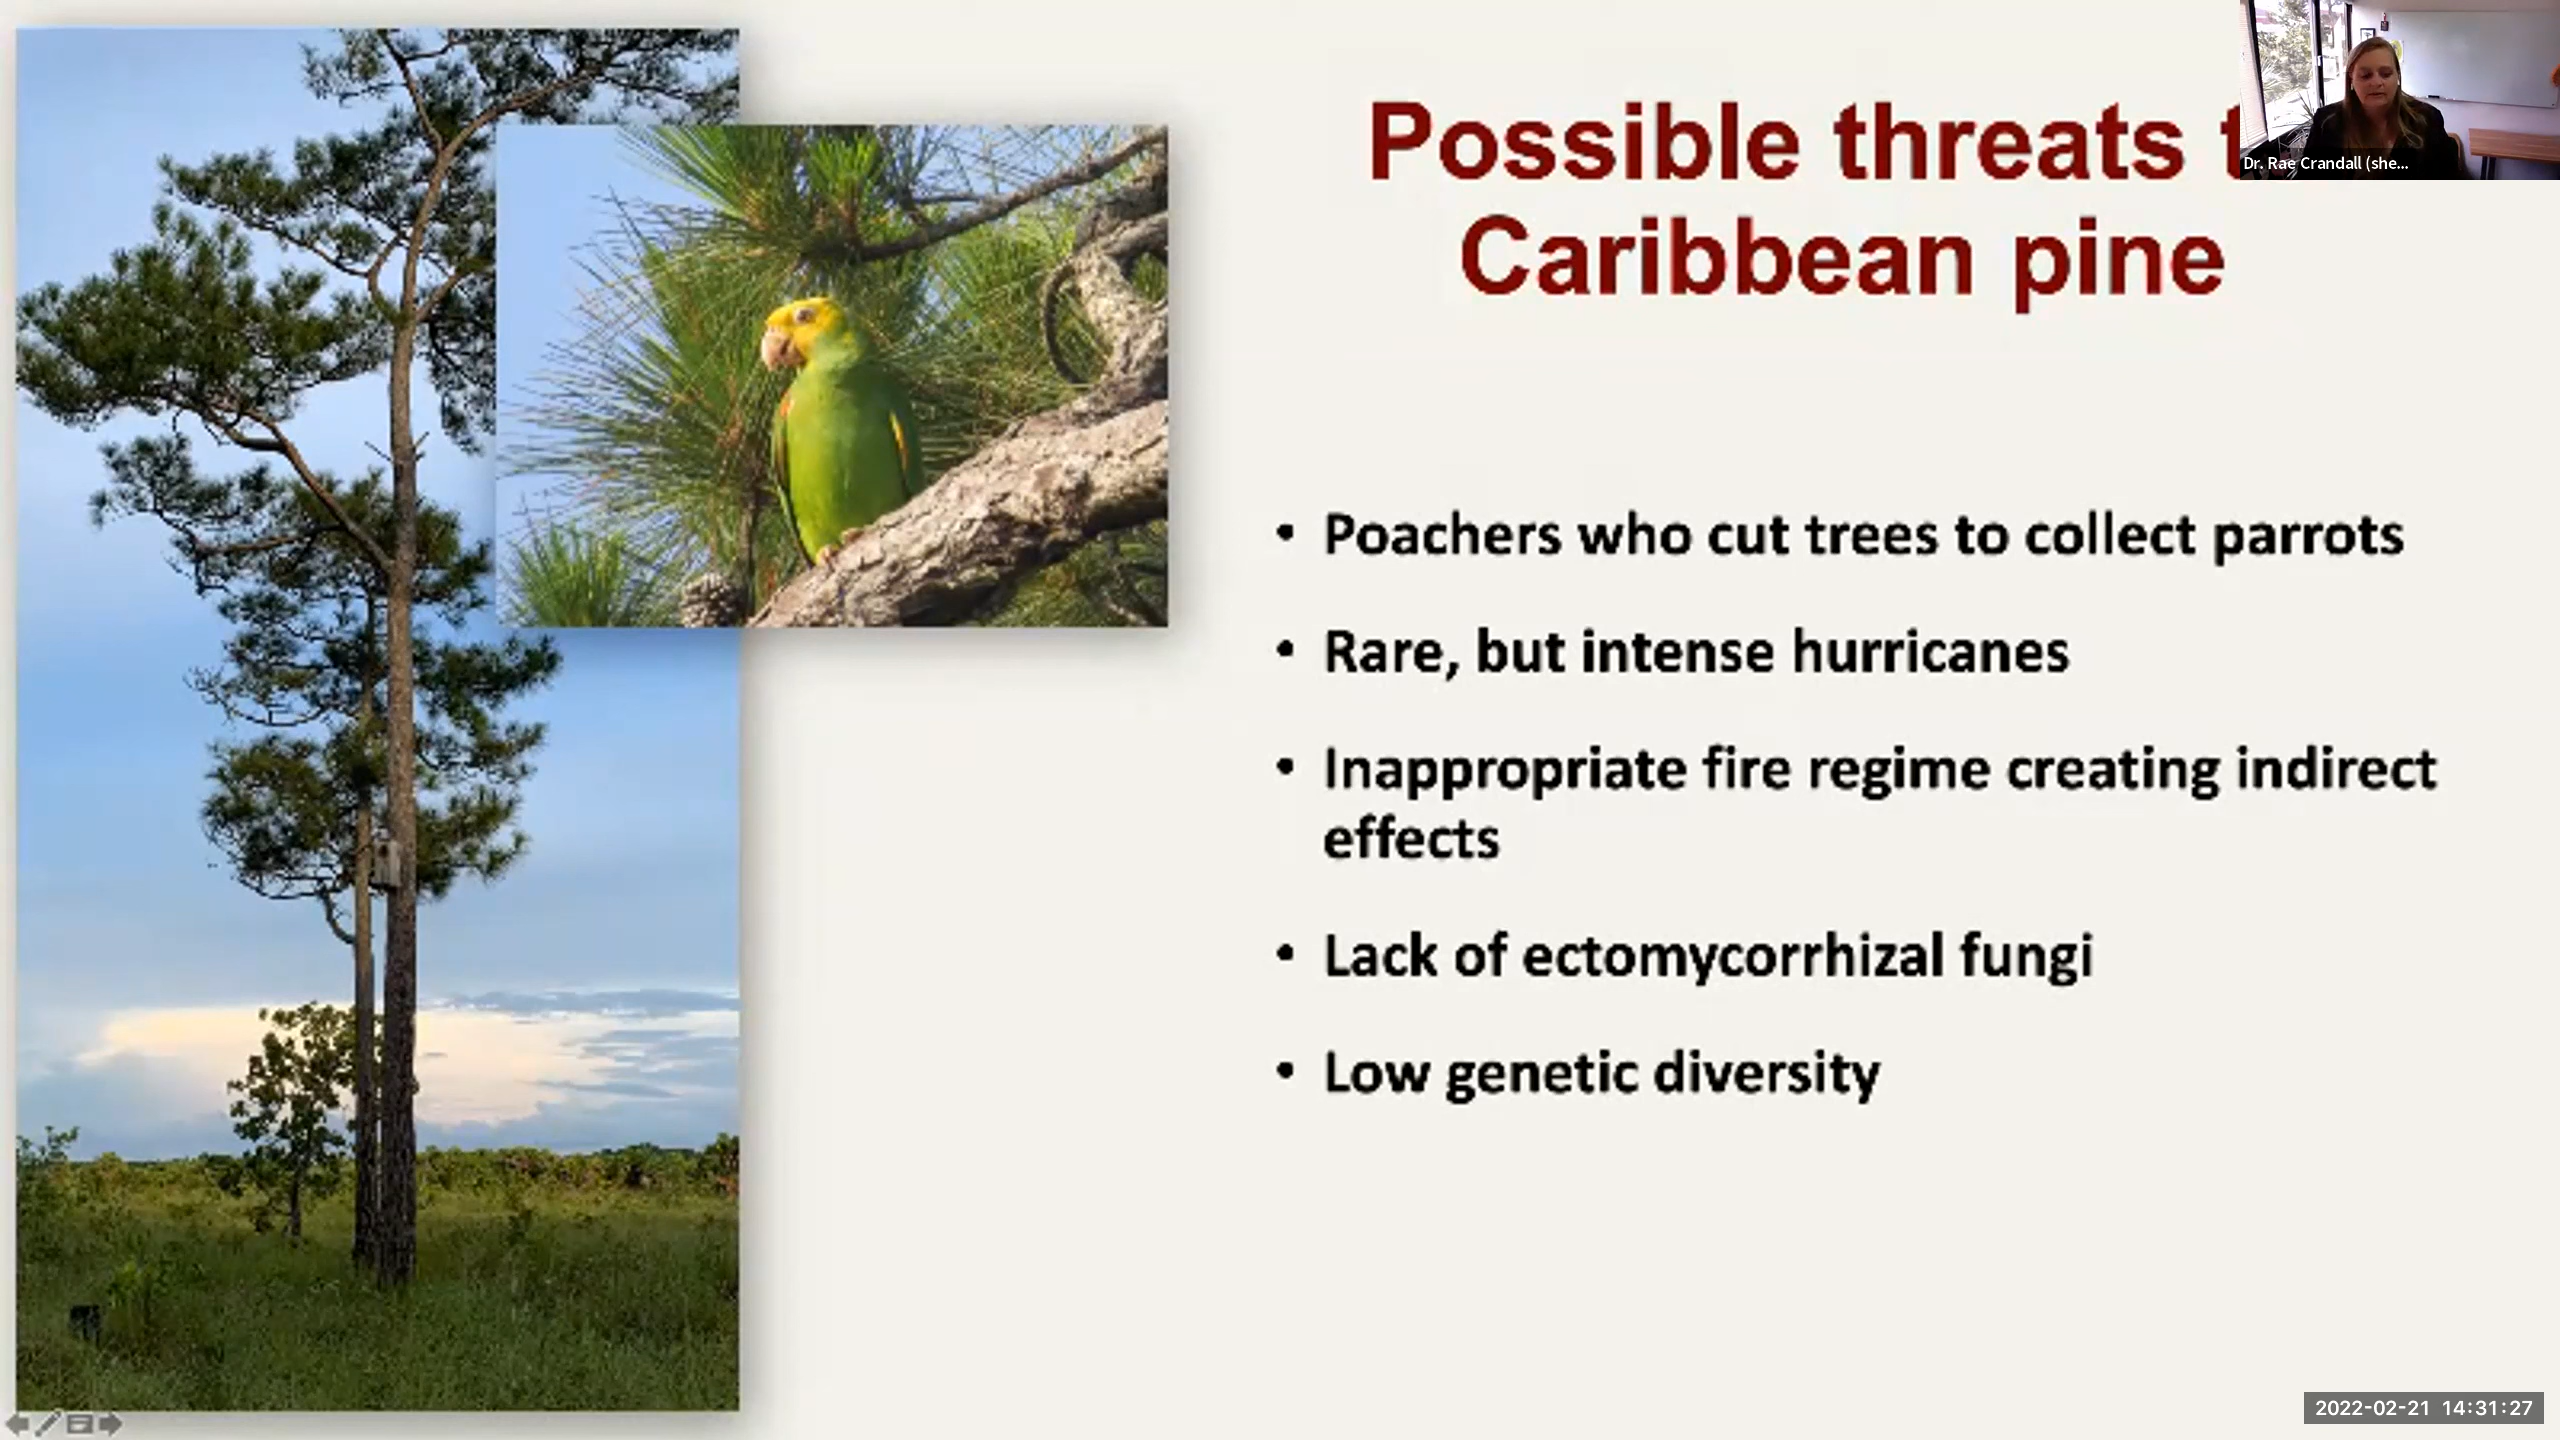 Possible threats t
Caribbean pine
Dr. Rae Crandall (she...
• Poachers who cut trees to collect parrots
• Rare, but intense hurricanes
• Inappropriate fire regime creating indirect
effects
• Lack of ectomycorrhizal fungi
• Low genetic diversity
2022-02-21 14:31:27